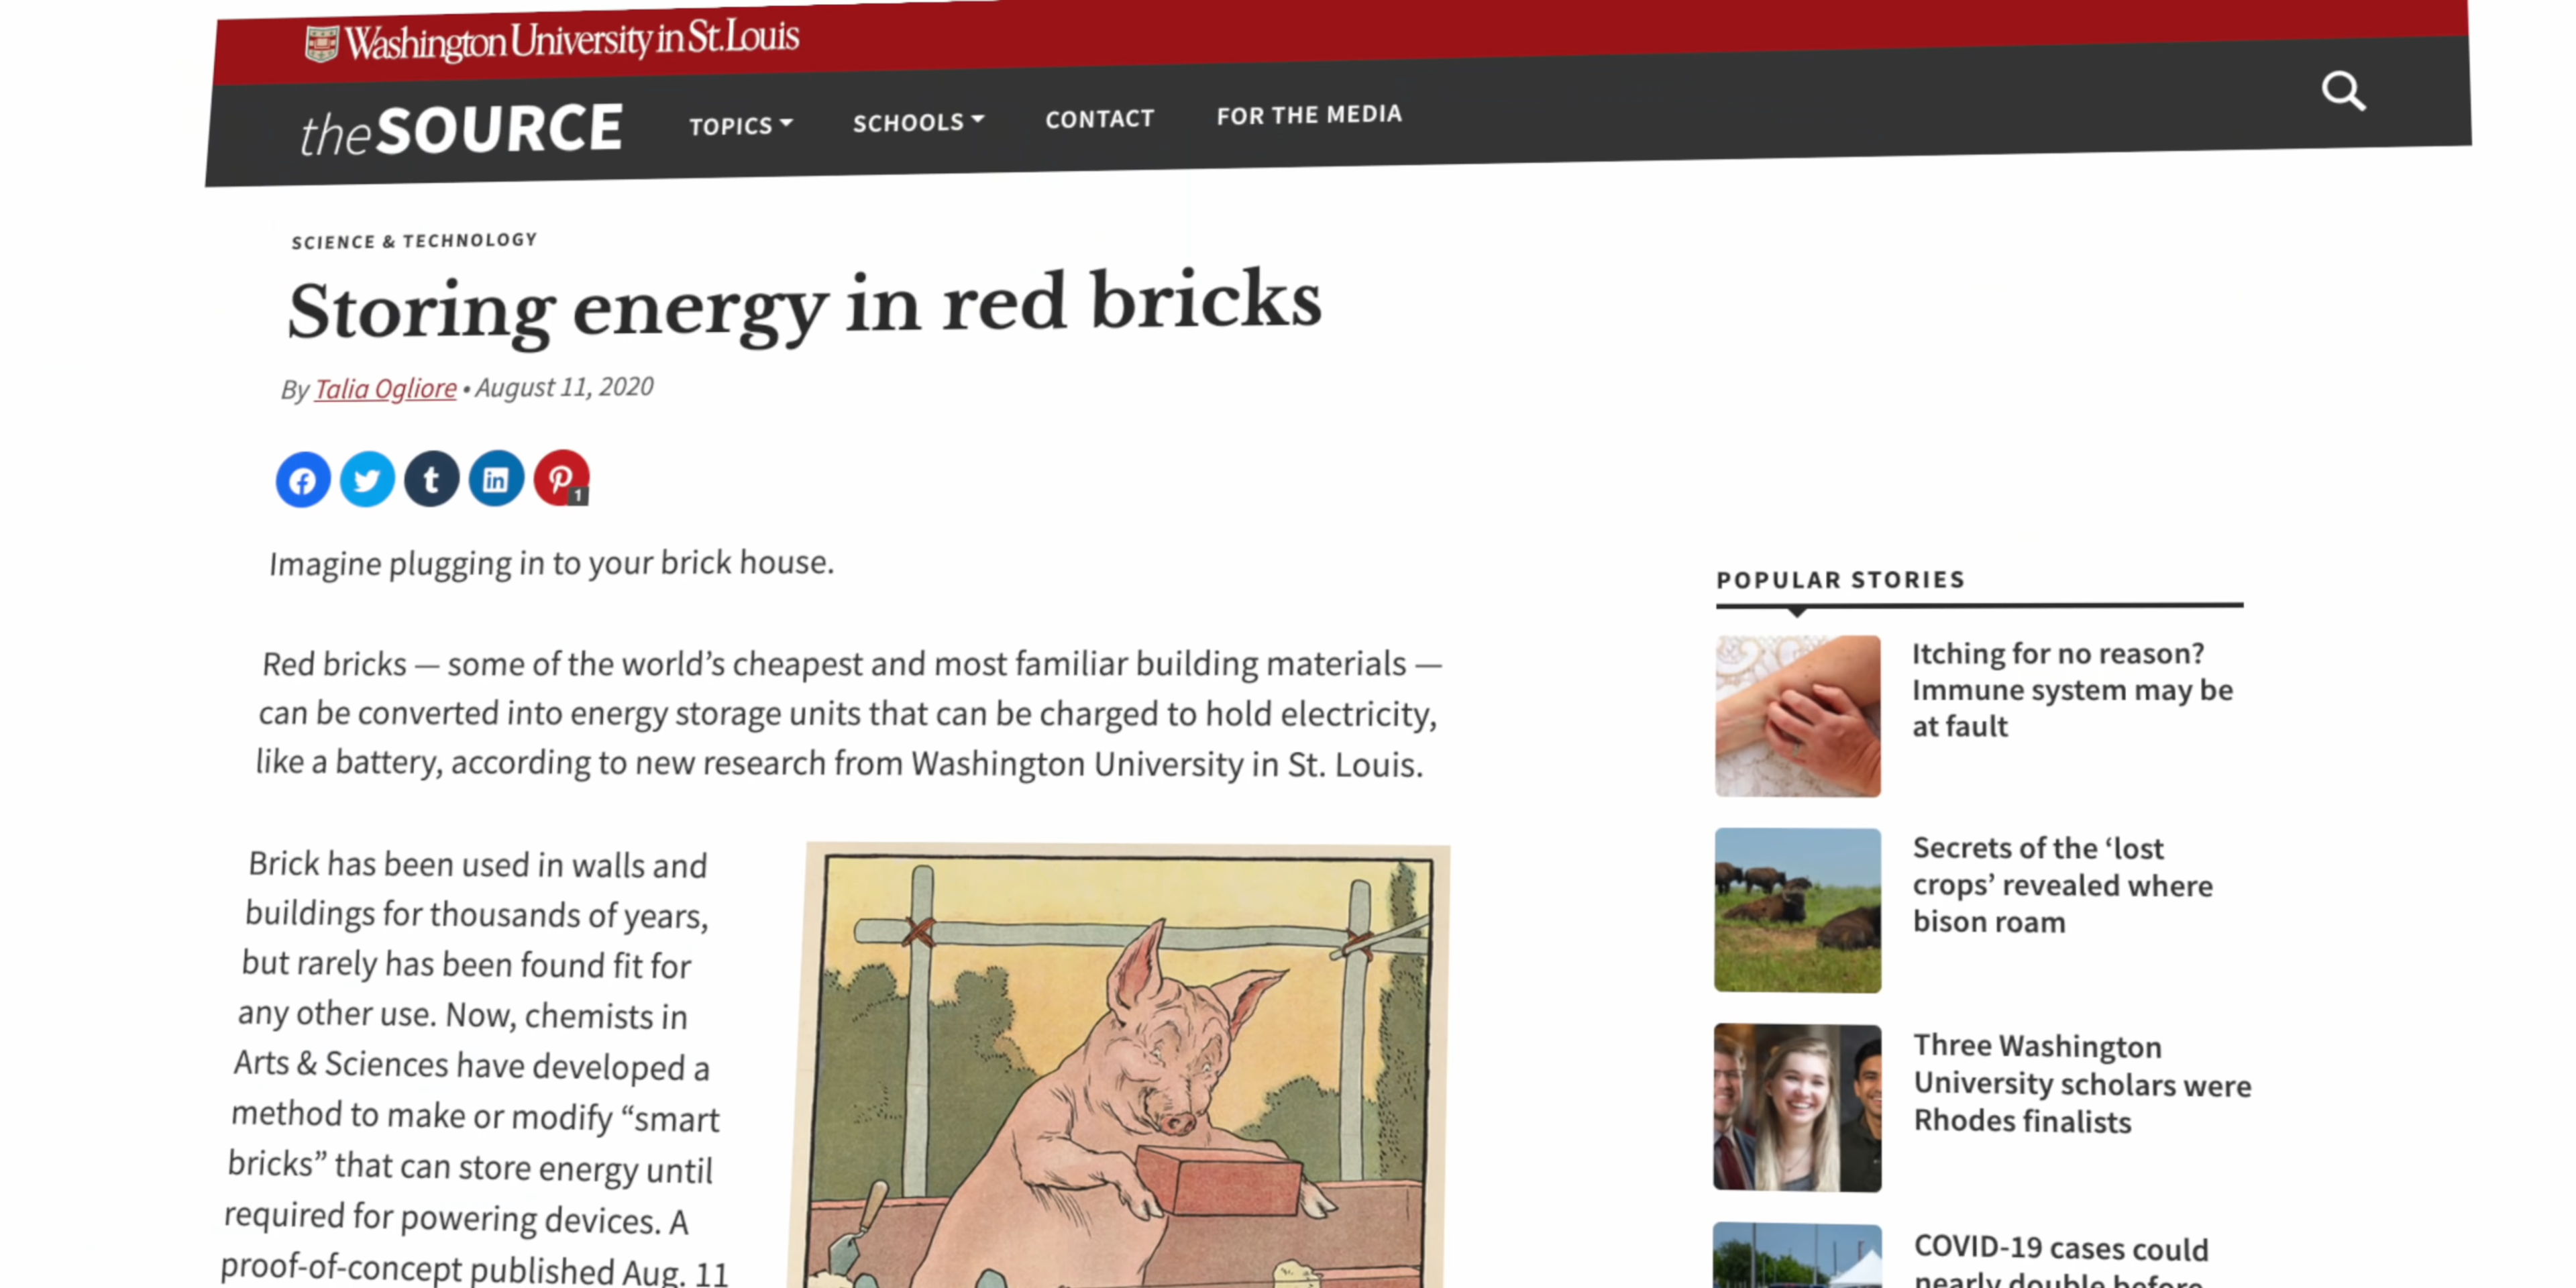 Washington University in St. Louis
theSOURCE TOPICS SCHOOLS CONTACT FOR THE MEDIA
SCIENCE & TECHNOLOGY
Storing energy in red bricks
By Talia Ogliore • August 11, 2020
1
Imagine plugging in to your brick house.
Red bricks — some of the world’s cheapest and most familiar building materials —
can be converted into energy storage units that can be charged to hold electricity,
like a battery, according to new research from Washington University in St. Louis.
Brick has been used in walls and
buildings for thousands of years,
but rarely has been found fit for
any other use. Now, chemists in
Arts & Sciences have developed a
method to make or modify “smart
bricks” that can store energy until
required for powering devices. A
proof-of-concept published Aug. 11
POPULAR STORIES
Itching for no reason?
Immune system may be
at fault
Secrets of the ‘lost
crops’ revealed where
bison roam
Three Washington
University scholars were
Rhodes finalists
COVID-19 cases could
nearly double before